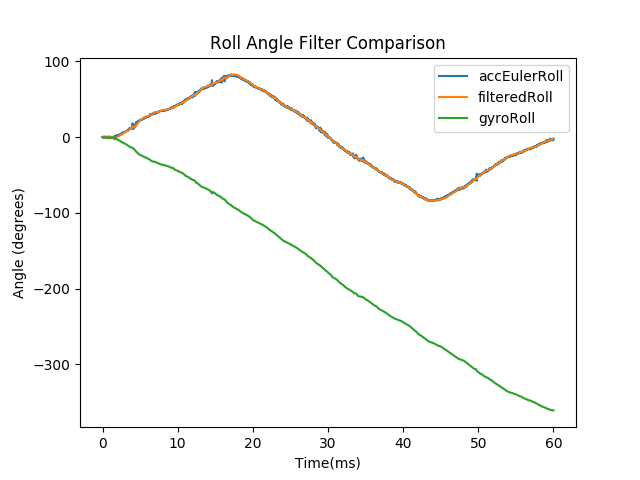 Roll Angle Filter Comparison
accEulerRoll
filteredRoll
gyroRoll
Angle (degrees)
100
0
−100
−200
−300
0 10 20 30 40 50 60
Time(ms)